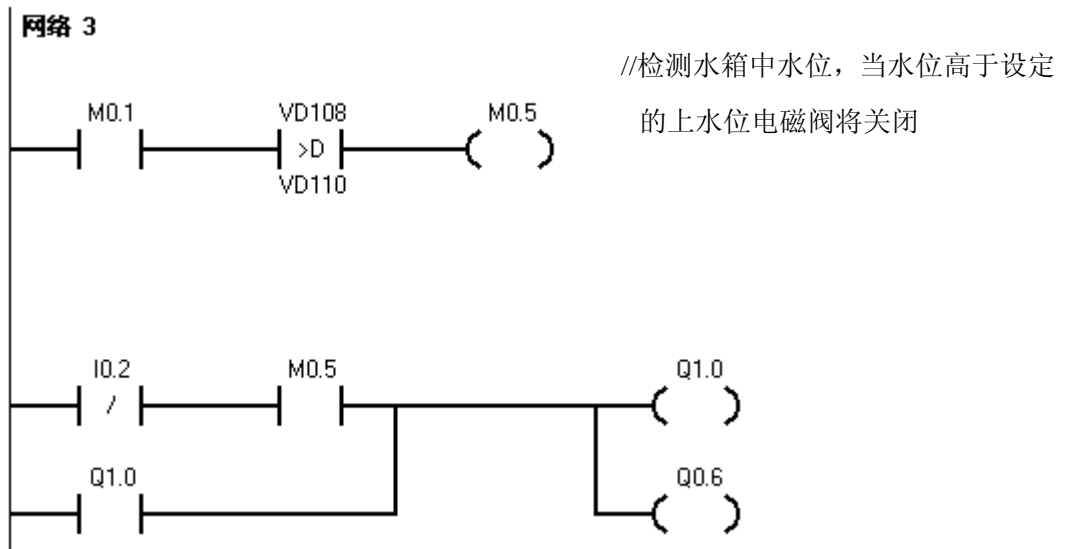 网络 3
//检测水箱中水位，当水位高于设定
的上水位电磁阀将关闭
M0.1 VD108 M0.5
>D
VD110
I0.2 M0.5 Q1.0
/
Q1.0 Q0.6